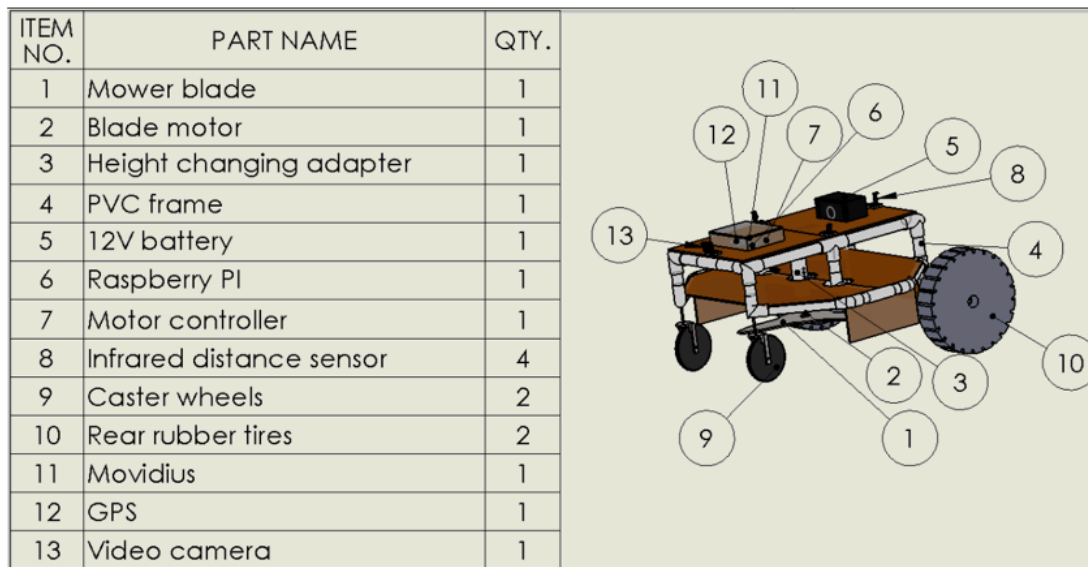 ITEM NO. PART NAME QTY.
1 Mower blade 1
2 Blade motor 1
3 Height changing adapter 1
4 PVC frame 1
5 12V battery 1
6 Raspberry PI 1
7 Motor controller 1
8 Infrared distance sensor 4
9 Caster wheels 2
10 Rear rubber tires 2
11 Movidius 1
12 GPS 1
13 Video camera 1
11
6
12
7
5
8
13
4
10
2
3
9
1